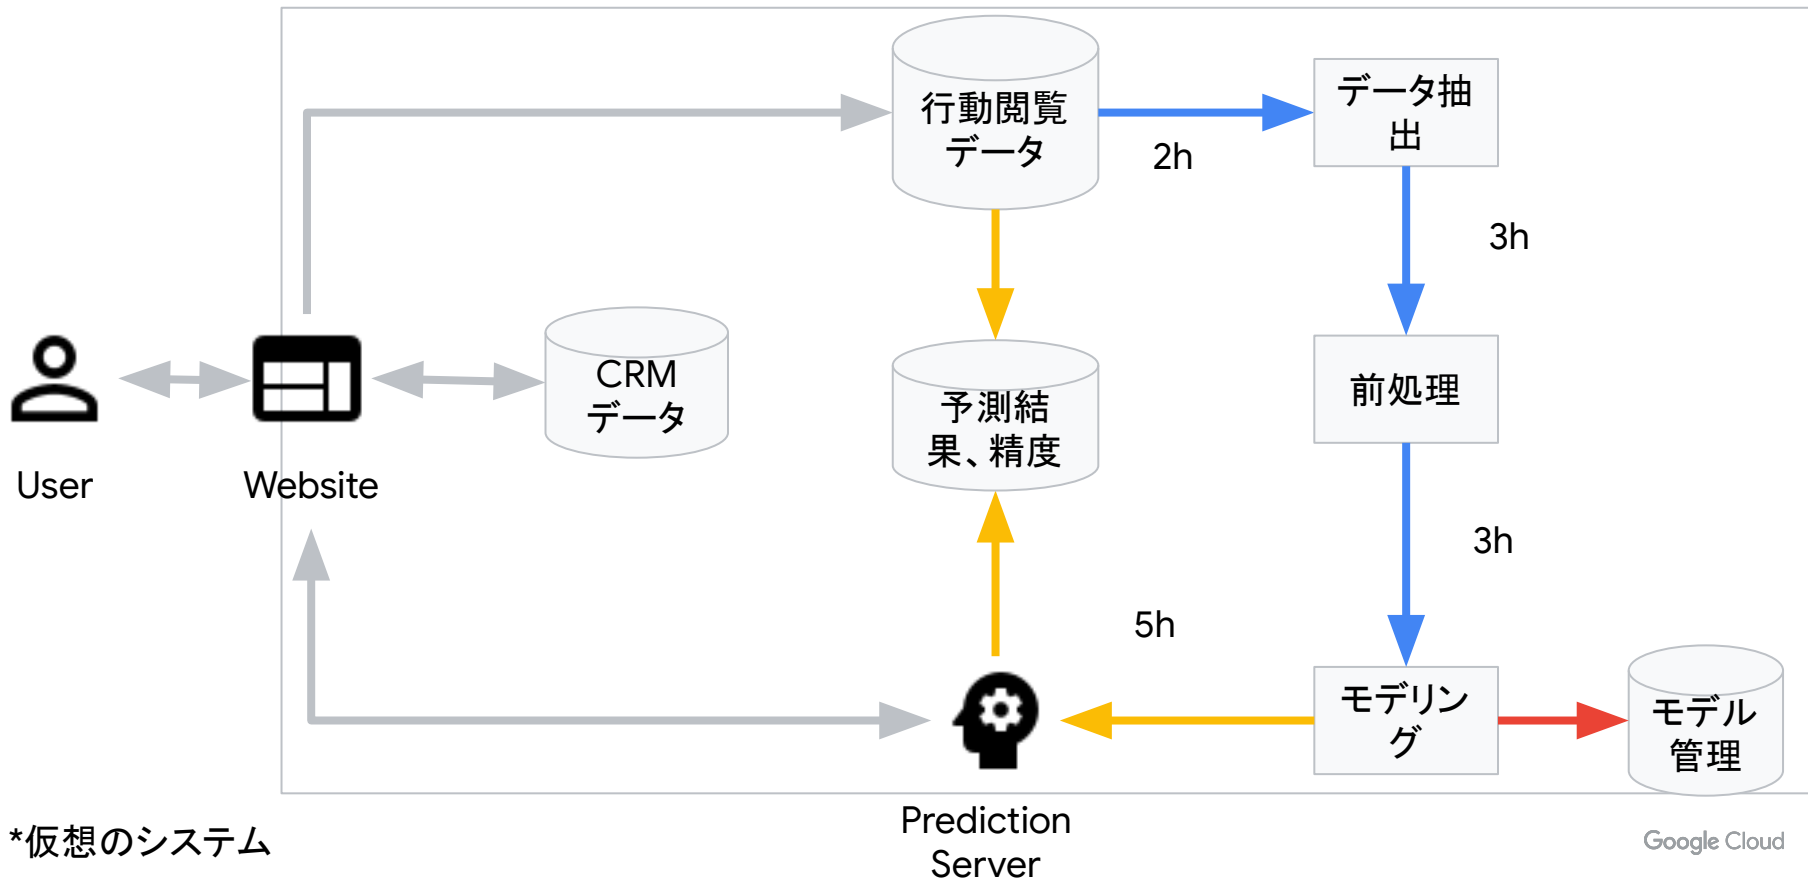 行動閲覧
データ
2h
データ抽
出
3h
User
Website
CRM
データ
予測結
果、精度
前処理
3h
5h
モデリン
グ
モデル
管理
Prediction
Server
*仮想のシステム
Google Cloud